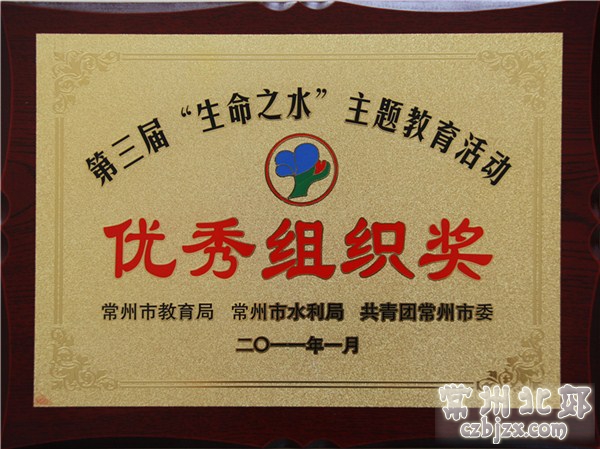 第三届“生命之水”主题教育活动
优秀组织奖
常州市教育局 常州市水利局 共青团常州市委
二〇一一年一月
常州北郊
czbjzx.com